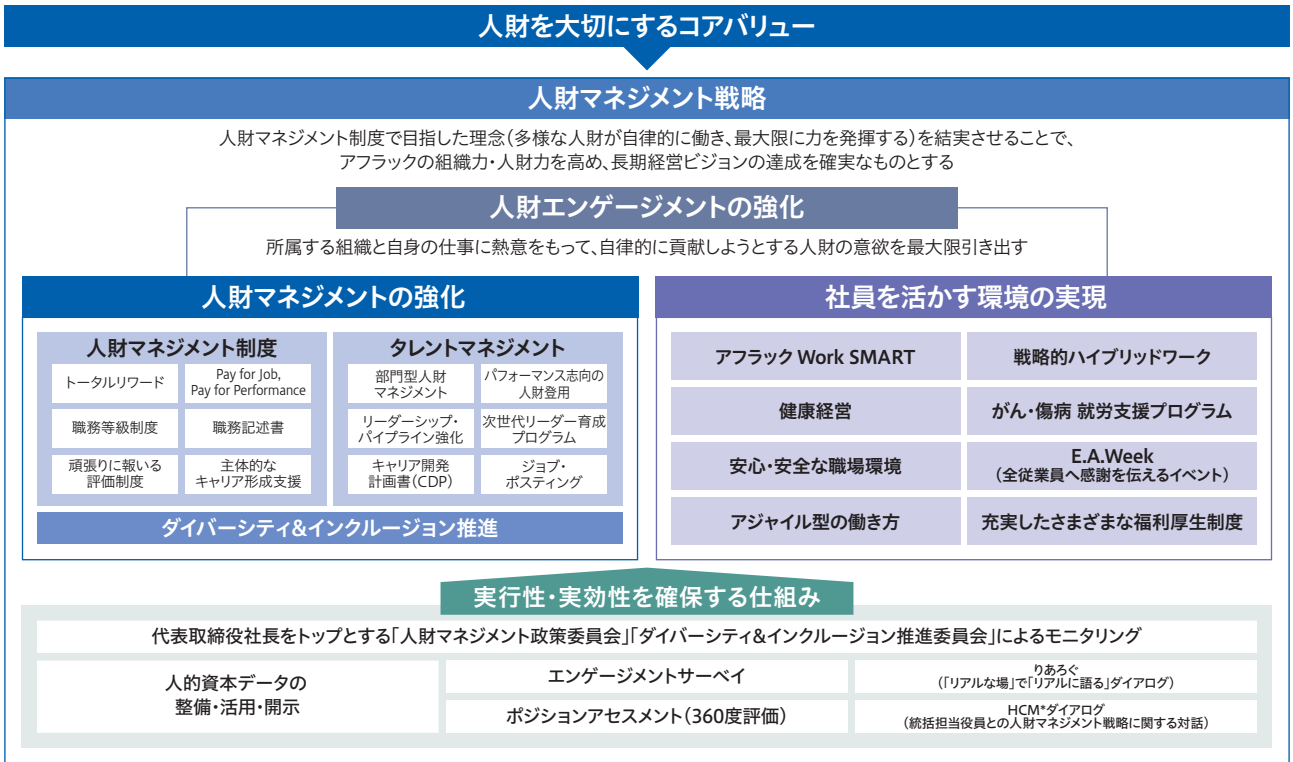 人財を大切にするコアバリュー
人財マネジメント戦略
人財マネジメント制度で目指した理念（多様な人財が自律的に働き、最大限に力を発揮する）を結実させることで、
アフラックの組織力・人財力を高め、長期経営ビジョンの達成を確実なものとする
人財エンゲージメントの強化
所属する組織と自身の仕事に熱意をもって、自律的に貢献しようとする人財の意欲を最大限引き出す
人財マネジメントの強化
人財マネジメント制度
トータルリワード
Pay for Job,
Pay for Performance
職務等級制度
職務記述書
頑張りに報いる
評価制度
主体的な
キャリア形成支援
タレントマネジメント
部門型人財
マネジメント
パフォーマンス志向の
人財登用
リーダーシップ・
パイプライン強化
次世代リーダー育成
プログラム
キャリア開発
計画書（CDP）
ジョブ・
ポスティング
ダイバーシティ&インクルージョン推進
社員を活かす環境の実現
アフラック Work SMART
戦略的ハイブリッドワーク
健康経営
がん・傷病 就労支援プログラム
安心・安全な職場環境
E.A.Week
（全従業員へ感謝を伝えるイベント）
アジャイル型の働き方
充実したさまざまな福利厚生制度
実行性・実効性を確保する仕組み
代表取締役社長をトップとする「人財マネジメント政策委員会」「ダイバーシティ&インクルージョン推進委員会」によるモニタリング
人的資本データの
整備・活用・開示
エンゲージメントサーベイ
りあろぐ
（「リアルな場」で「リアルに語る」ダイアログ）
ポジションアセスメント（360度評価）
HCM*ダイアログ
（統括担当役員との人財マネジメント戦略に関する対話）